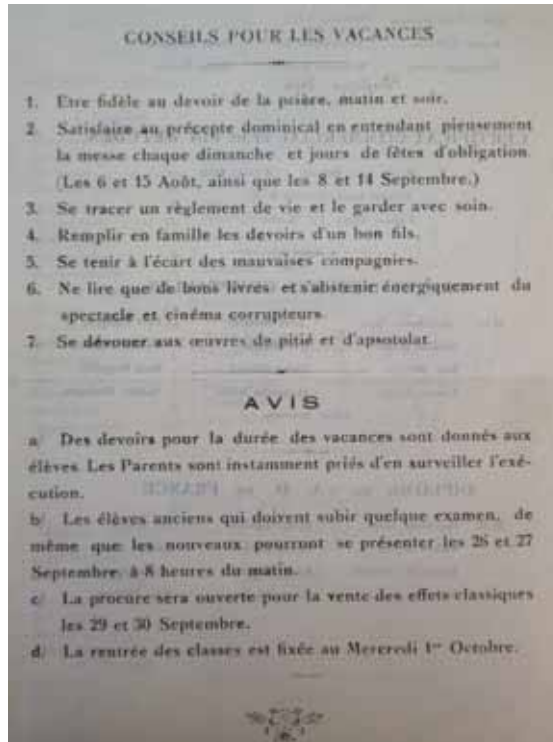 CONSEILS POUR LES VACANCES
1. Etre fidèle au devoir de la prière, matin et soir.
2. Satisfaire au précepte dominical en entendant pieusement
la messe chaque dimanche et jours de fêtes d'obligation.
(Les 6 et 15 Août, ainsi que les 8 et 14 Septembre.)
3. Se tracer un règlement de vie et le garder avec soin.
4. Remplir en famille les devoirs d'un bon fils.
5. Se tenir à l'écart des mauvaises compagnies.
6. Ne lire que de bons livres et s'abstenir énergiquement du
spectacle et cinéma corrupteurs.
7. Se dévouer aux œuvres de pitié et d'apsotolat.
AVIS
a/ Des devoirs pour la durée des vacances sont donnés aux
élèves. Les Parents sont instamment priés d'en surveiller l'exé-
cution.
b/ Les élèves anciens qui doivent subir quelque examen, de
même que les nouveaux pourront se présenter les 26 et 27
Septembre, à 8 heures du matin.
c/ La procure sera ouverte pour la vente des effets classiques
les 29 et 30 Septembre.
d/ La rentrée des classes est fixée au Mercredi 1er Octobre.